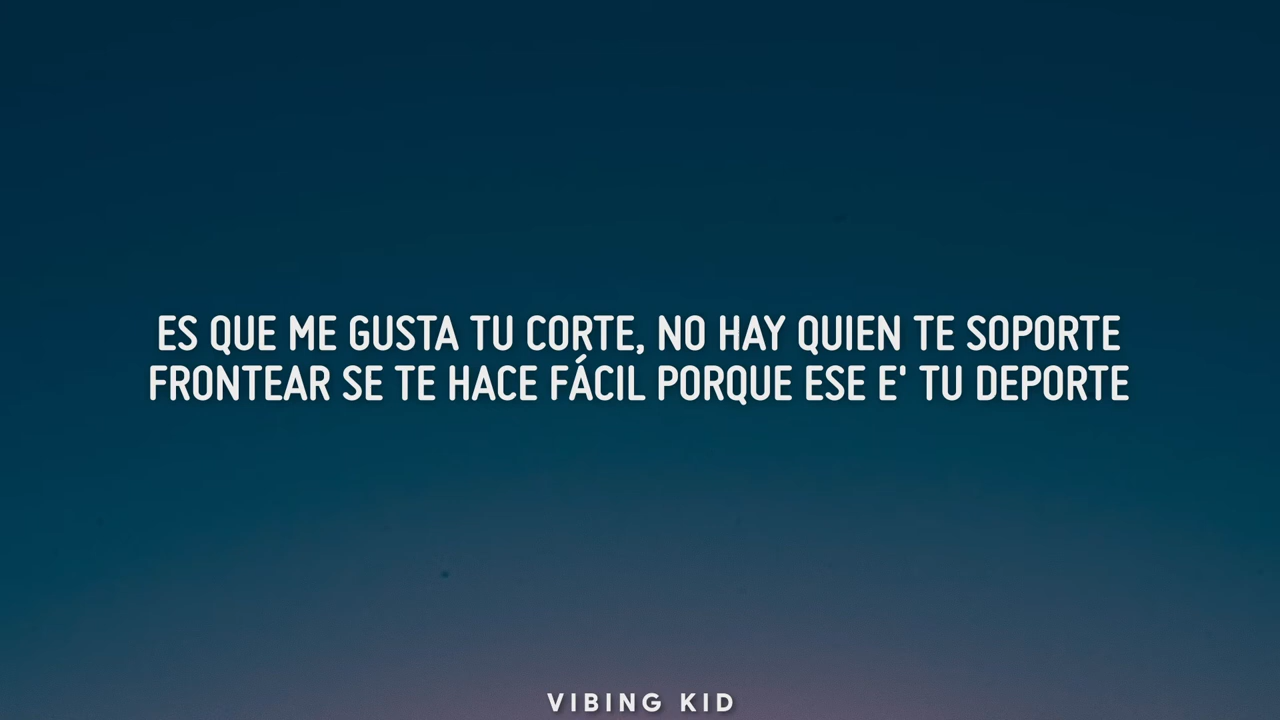 ES QUE ME GUSTA TU CORTE, NO HAY QUIEN TE SOPORTE
FRONTEAR SE TE HACE FÁCIL PORQUE ESE E' TU DEPORTE
VIBING KID